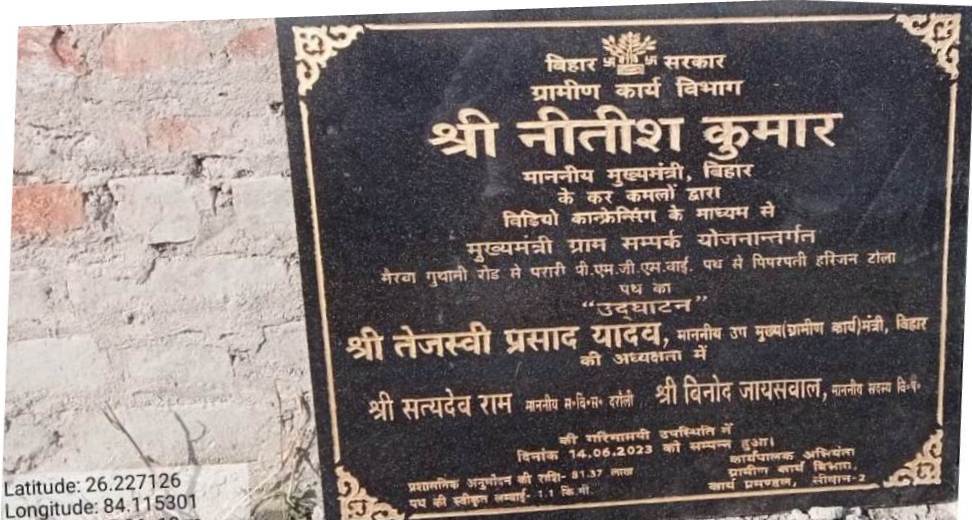 बिहार सरकार
ग्रामीण कार्य विभाग
श्री नीतीश कुमार
माननीय मुख्यमंत्री, बिहार
के कर कमलों द्वारा
विडियो कान्फ्रेन्सिंग के माध्यम से
मुख्यमंत्री ग्राम सम्पर्क योजनान्तर्गत
मैरवा गुथानी रोड से परारी पी.एम.जी.एस.वाई. पथ से पिपरपती हरिजन टोला
पथ का
“उद्घाटन”
श्री तेजस्वी प्रसाद यादव, माननीय उप मुख्य(ग्रामीण कार्य)मंत्री, बिहार
की अध्यक्षता में
श्री सत्यदेव राम माननीय स॰वि॰स॰ दरौली श्री विनोद जायसवाल, माननीय सदस्य वि॰प॰
की गरिमामयी उपस्थिति में
दिनांक 14.06.2023 को सम्पन्न हुआ।
प्रशासनिक अनुमोदन की राशि- 81.37 लाख
पथ की स्वीकृत लम्बाई- 1.1 कि.मी.
कार्यपालक अभियंता
ग्रामीण कार्य विभाग,
कार्य प्रमण्डल, सीवान-2
Latitude: 26.227126
Longitude: 84.115301